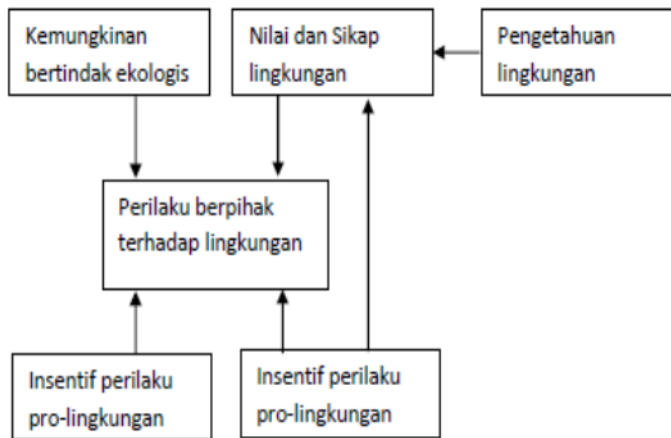 Kemungkinan
bertindak ekologis
Nilai dan Sikap
lingkungan
Pengetahuan
lingkungan
Perilaku berpihak
terhadap lingkungan
Insentif perilaku
pro-lingkungan
Insentif perilaku
pro-lingkungan